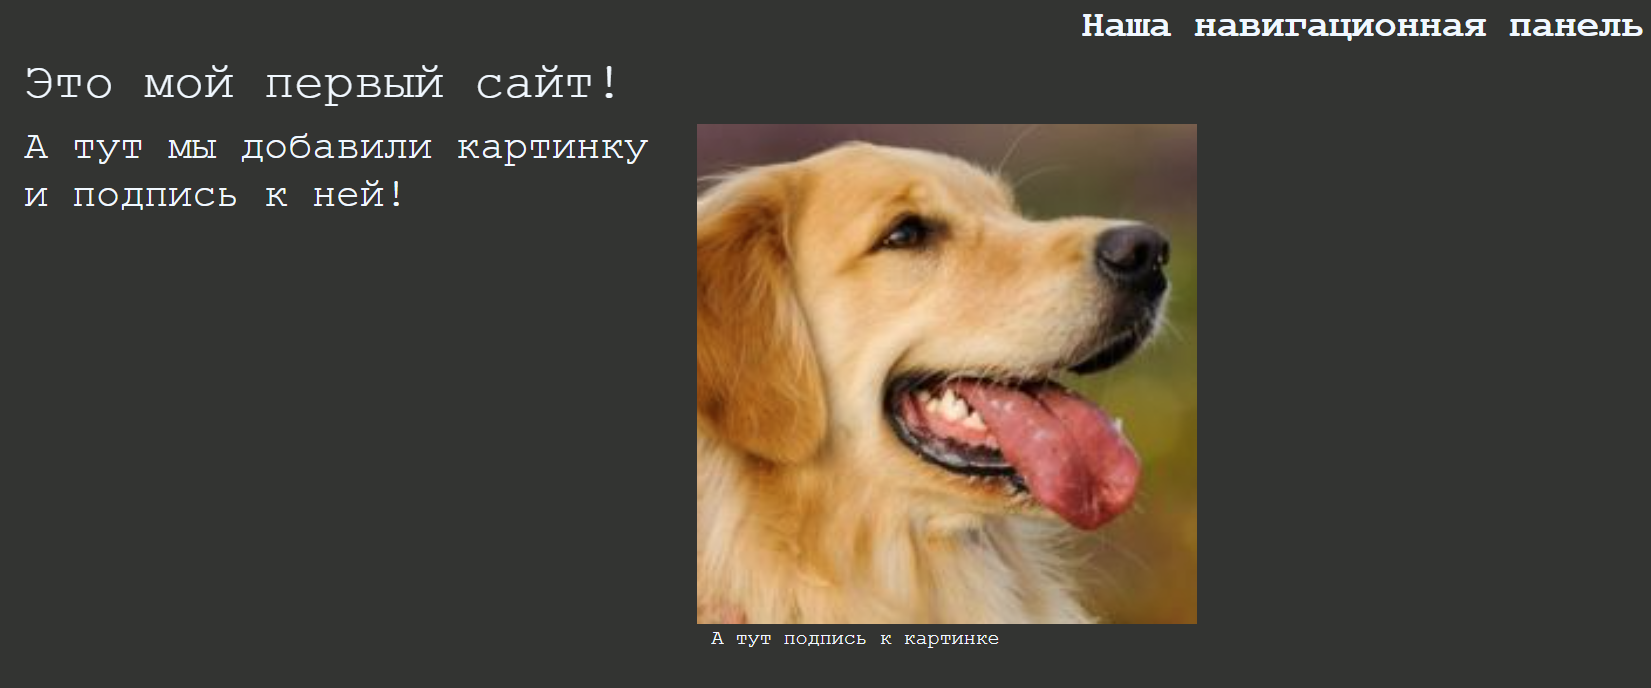 Наша навигационная панель
Это мой первый сайт!
А тут мы добавили картинку
и подпись к ней!
А тут подпись к картинке